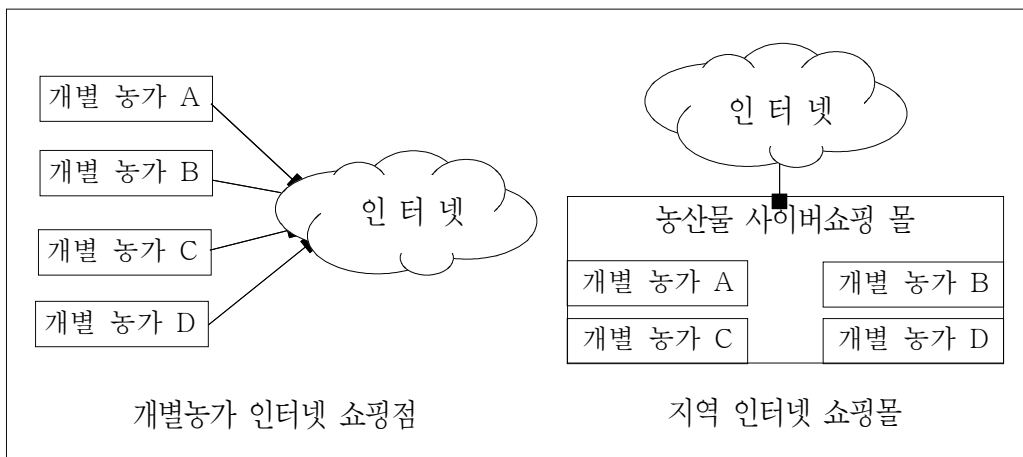 개별 농가 A
개별 농가 B
개별 농가 C
개별 농가 D
인 터 넷
개별농가 인터넷 쇼핑점
인 터 넷
농산물 사이버쇼핑 몰
개별 농가 A
개별 농가 B
개별 농가 C
개별 농가 D
지역 인터넷 쇼핑몰